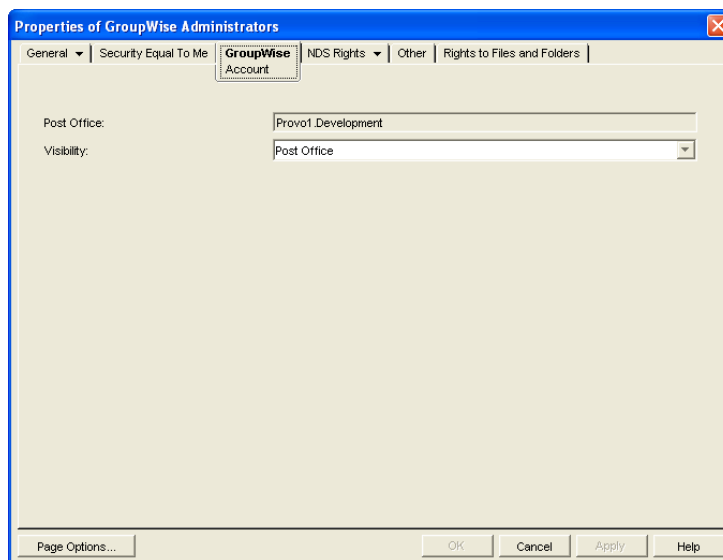 Properties of GroupWise Administrators
General Security Equal To Me GroupWise NDS Rights Other Rights to Files and Folders
Account
Post Office: Provo1.Development
Visibility: Post Office
Page Options... OK Cancel Apply Help